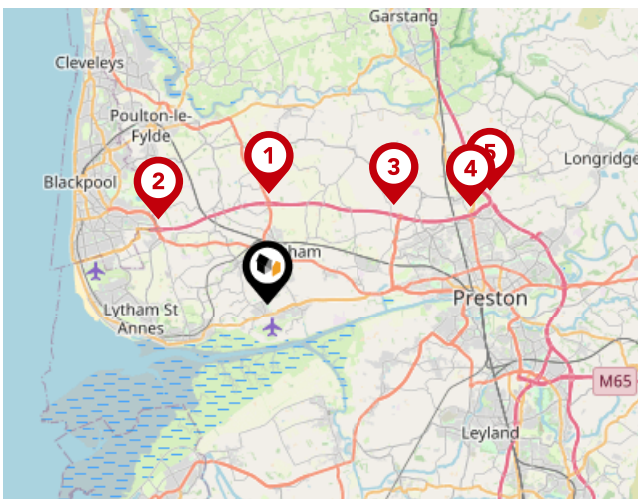 Garstang
Cleveleys
Poulton-le-
Fylde
1
5
Longridge
3
4
Blackpool
2
ham
Lytham St
Annes
Preston
M65
Leyland